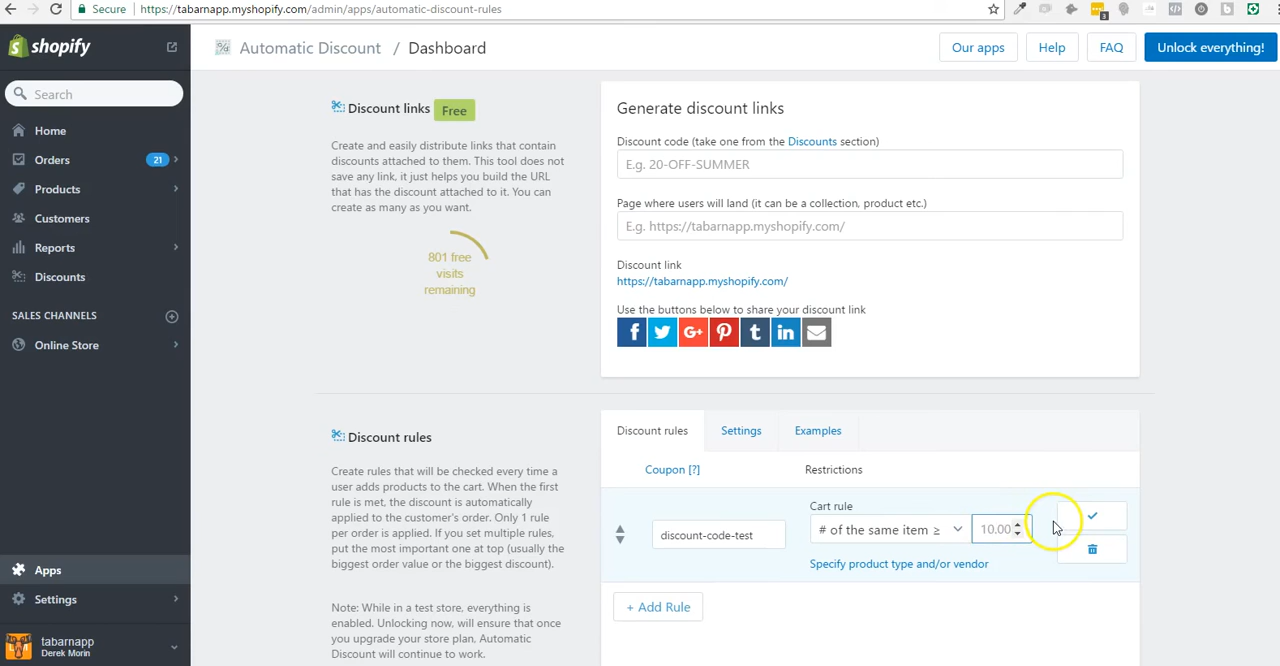 Secure
https://tabarnapp.myshopify.com/admin/apps/automatic-discount-rules
3
shopify
Automatic Discount / Dashboard
Our apps
Help
FAQ
Unlock everything!
Search
Home
Orders
21
Products
Customers
Reports
Discounts
SALES CHANNELS
Online Store
Apps
Settings
tabarnapp
Derek Morin
Discount links
Free
Create and easily distribute links that contain
discounts attached to them. This tool does not
save any link, it just helps you build the URL
that has the discount attached to it. You can
create as many as you want.
801 free
visits
remaining
Generate discount links
Discount code (take one from the Discounts section)
E.g. 20-OFF-SUMMER
Page where users will land (it can be a collection, product etc.)
E.g. https://tabarnapp.myshopify.com/
Discount link
https://tabarnapp.myshopify.com/
Use the buttons below to share your discount link
Discount rules
Create rules that will be checked every time a
user adds products to the cart. When the first
rule is met, the discount is automatically
applied to the customer's order. Only 1 rule
per order is applied. If you set multiple rules,
put the most important one at top (usually the
biggest order value or the biggest discount).
Note: While in a test store, everything is
enabled. Unlocking now, will ensure that once
you upgrade your store plan, Automatic
Discount will continue to work.
Discount rules
Settings
Examples
Coupon [?]
Restrictions
discount-code-test
Cart rule
# of the same item ≥
10.00
Specify product type and/or vendor
+ Add Rule